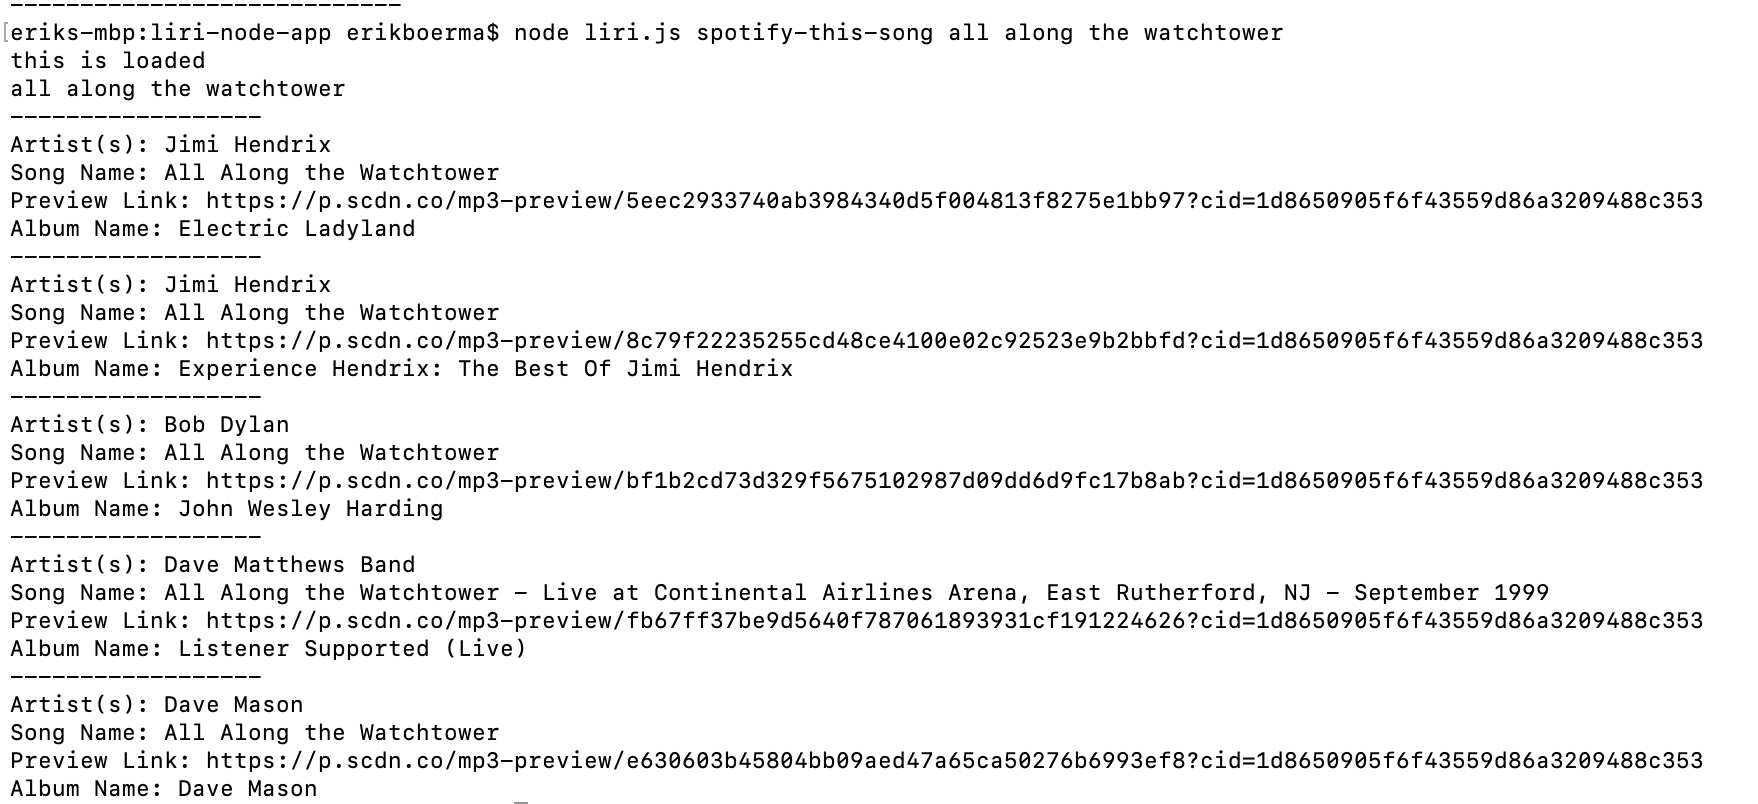 ----------------------------
[eriks-mbp:liri-node-app erikboerma$ node liri.js spotify-this-song all along the watchtower
this is loaded
all along the watchtower
------------------
Artist(s): Jimi Hendrix
Song Name: All Along the Watchtower
Preview Link: https://p.scdn.co/mp3-preview/5eec2933740ab3984340d5f004813f8275e1bb97?cid=1d8650905f6f43559d86a3209488c353
Album Name: Electric Ladyland
------------------
Artist(s): Jimi Hendrix
Song Name: All Along the Watchtower
Preview Link: https://p.scdn.co/mp3-preview/8c79f22235255cd48ce4100e02c92523e9b2bbfd?cid=1d8650905f6f43559d86a3209488c353
Album Name: Experience Hendrix: The Best Of Jimi Hendrix
------------------
Artist(s): Bob Dylan
Song Name: All Along the Watchtower
Preview Link: https://p.scdn.co/mp3-preview/bf1b2cd73d329f5675102987d09dd6d9fc17b8ab?cid=1d8650905f6f43559d86a3209488c353
Album Name: John Wesley Harding
------------------
Artist(s): Dave Matthews Band
Song Name: All Along the Watchtower - Live at Continental Airlines Arena, East Rutherford, NJ - September 1999
Preview Link: https://p.scdn.co/mp3-preview/fb67ff37be9d5640f787061893931cf191224626?cid=1d8650905f6f43559d86a3209488c353
Album Name: Listener Supported (Live)
------------------
Artist(s): Dave Mason
Song Name: All Along the Watchtower
Preview Link: https://p.scdn.co/mp3-preview/e630603b45804bb09aed47a65ca50276b6993ef8?cid=1d8650905f6f43559d86a3209488c353
Album Name: Dave Mason